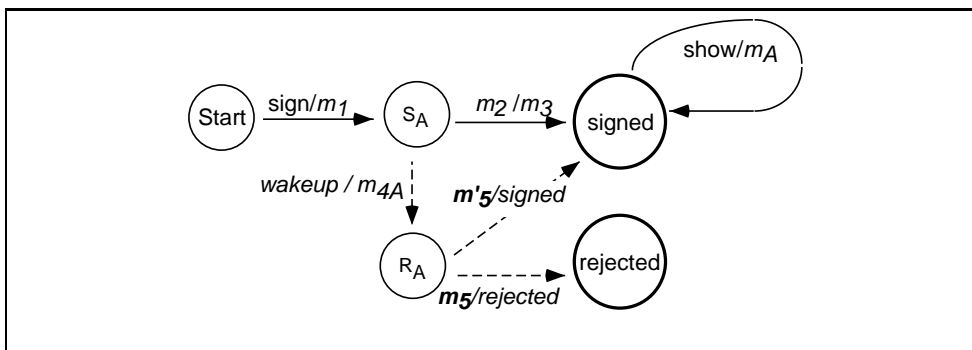 show/mA
Start
sign/m1
SA
m2 /m3
signed
wakeup / m4A
m'5/signed
RA
m5/rejected
rejected